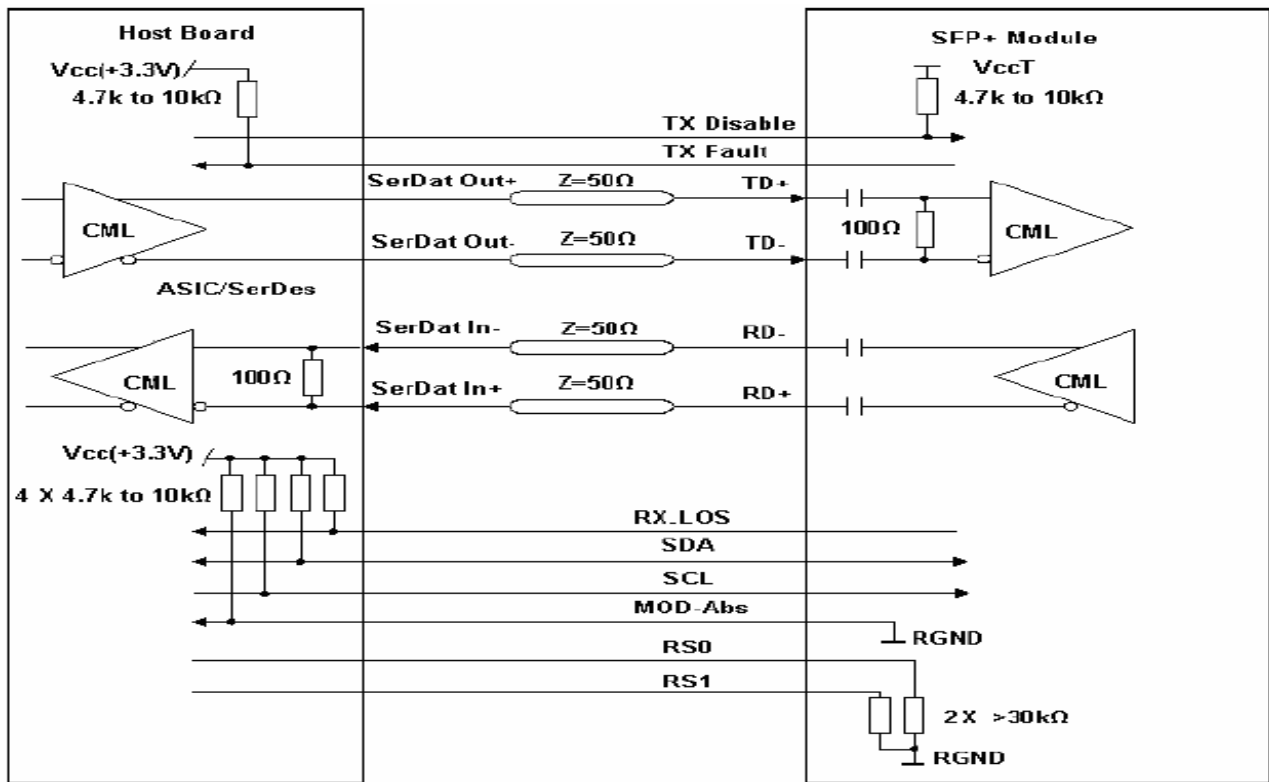 Host Board
SFP+ Module
Vcc(+3.3V)
4.7k to 10kΩ
VccT
4.7k to 10kΩ
TX Disable
TX Fault
SerDat Out+
Z=50Ω
TD+
CML
100Ω
CML
SerDat Out-
Z=50Ω
TD-
ASIC/SerDes
SerDat In-
Z=50Ω
RD-
CML
100Ω
SerDat In+
Z=50Ω
RD+
CML
Vcc(+3.3V)
4 X 4.7k to 10kΩ
RX-LOS
SDA
SCL
MOD-Abs
RGND
RS0
RS1
2X >30kΩ
RGND